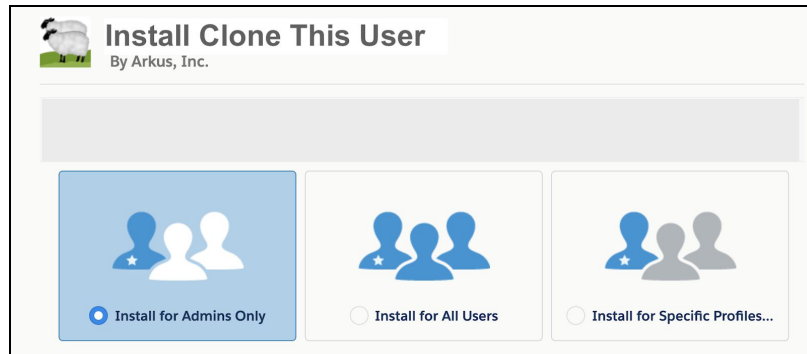 Install Clone This User
By Arkus, Inc.
Install for Admins Only
Install for All Users
Install for Specific Profiles...